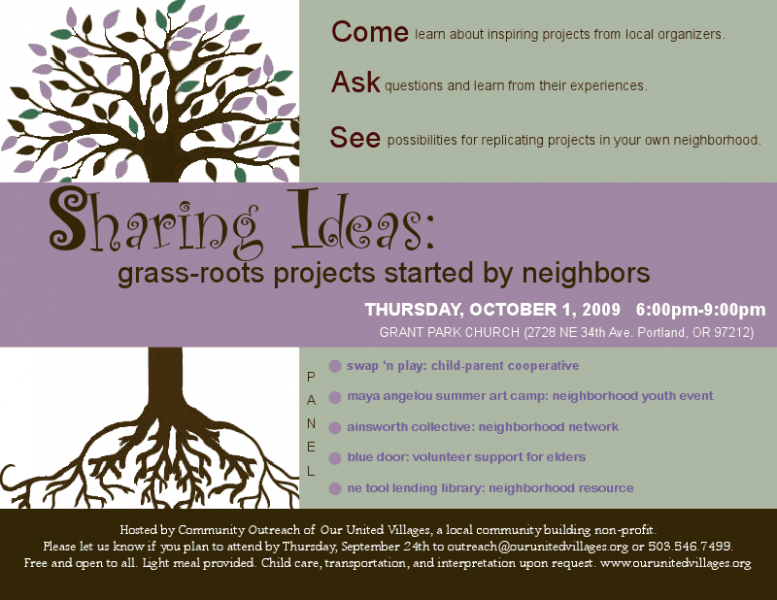 Come learn about inspiring projects from local organizers.
Ask questions and learn from their experiences.
See possibilities for replicating projects in your own neighborhood.
Sharing Ideas:
grass-roots projects started by neighbors
THURSDAY, OCTOBER 1, 2009 6:00pm-9:00pm
GRANT PARK CHURCH (2728 NE 34th Ave. Portland, OR 97212)
PANEL
swap 'n play: child-parent cooperative
maya angelou summer art camp: neighborhood youth event
ainsworth collective: neighborhood network
blue door: volunteer support for elders
ne tool lending library: neighborhood resource
Hosted by Community Outreach of Our United Villages, a local community building non-profit.
Please let us know if you plan to attend by Thursday, September 24th to outreach@ourunitedvillages.org or 503.546.7499.
Free and open to all. Light meal provided. Child care, transportation, and interpretation upon request. www.ourunitedvillages.org